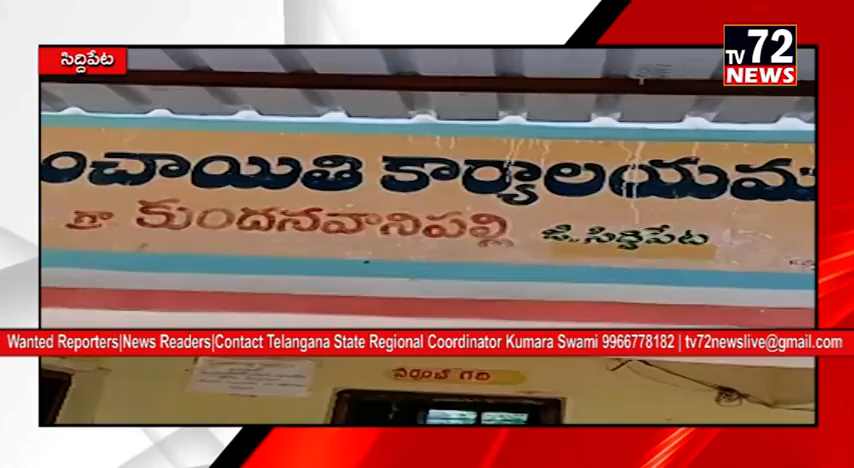 సిద్దిపేట
TV 72
NEWS
ంచాయితి కార్యాలయము
గ్రా కుందనవానిపల్లి జి. సిద్దిపేట
Wanted Reporters|News Readers|Contact Telangana State Regional Coordinator Kumara Swami 9966778182 | tv72newslive@gmail.com
గది